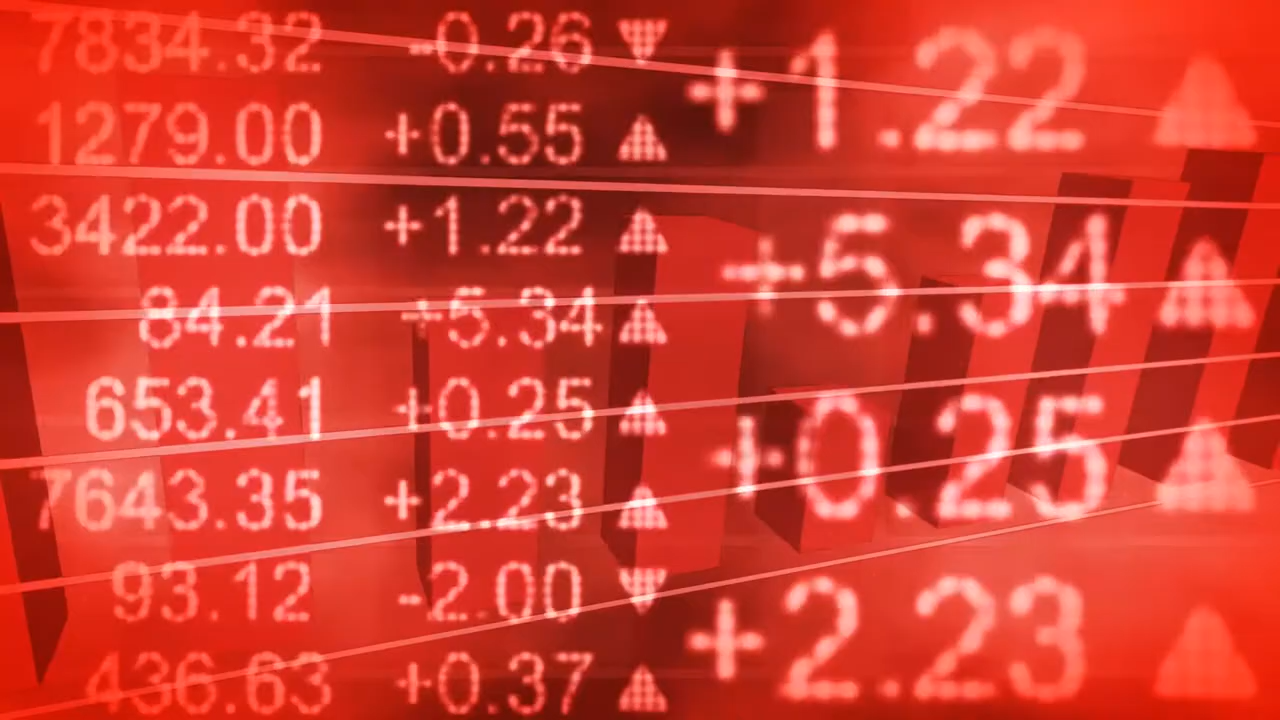 7834.32 -0.26 ▼
1279.00 +0.55 ▲
3422.00 +1.22 ▲
84.21 +5.34 ▲
653.41 +0.25 ▲
7643.35 +2.23 ▲
93.12 -2.00 ▼
436.63 +0.37 ▲
+1.22 ▲
+5.34 ▲
+0.25 ▲
+2.23 ▲